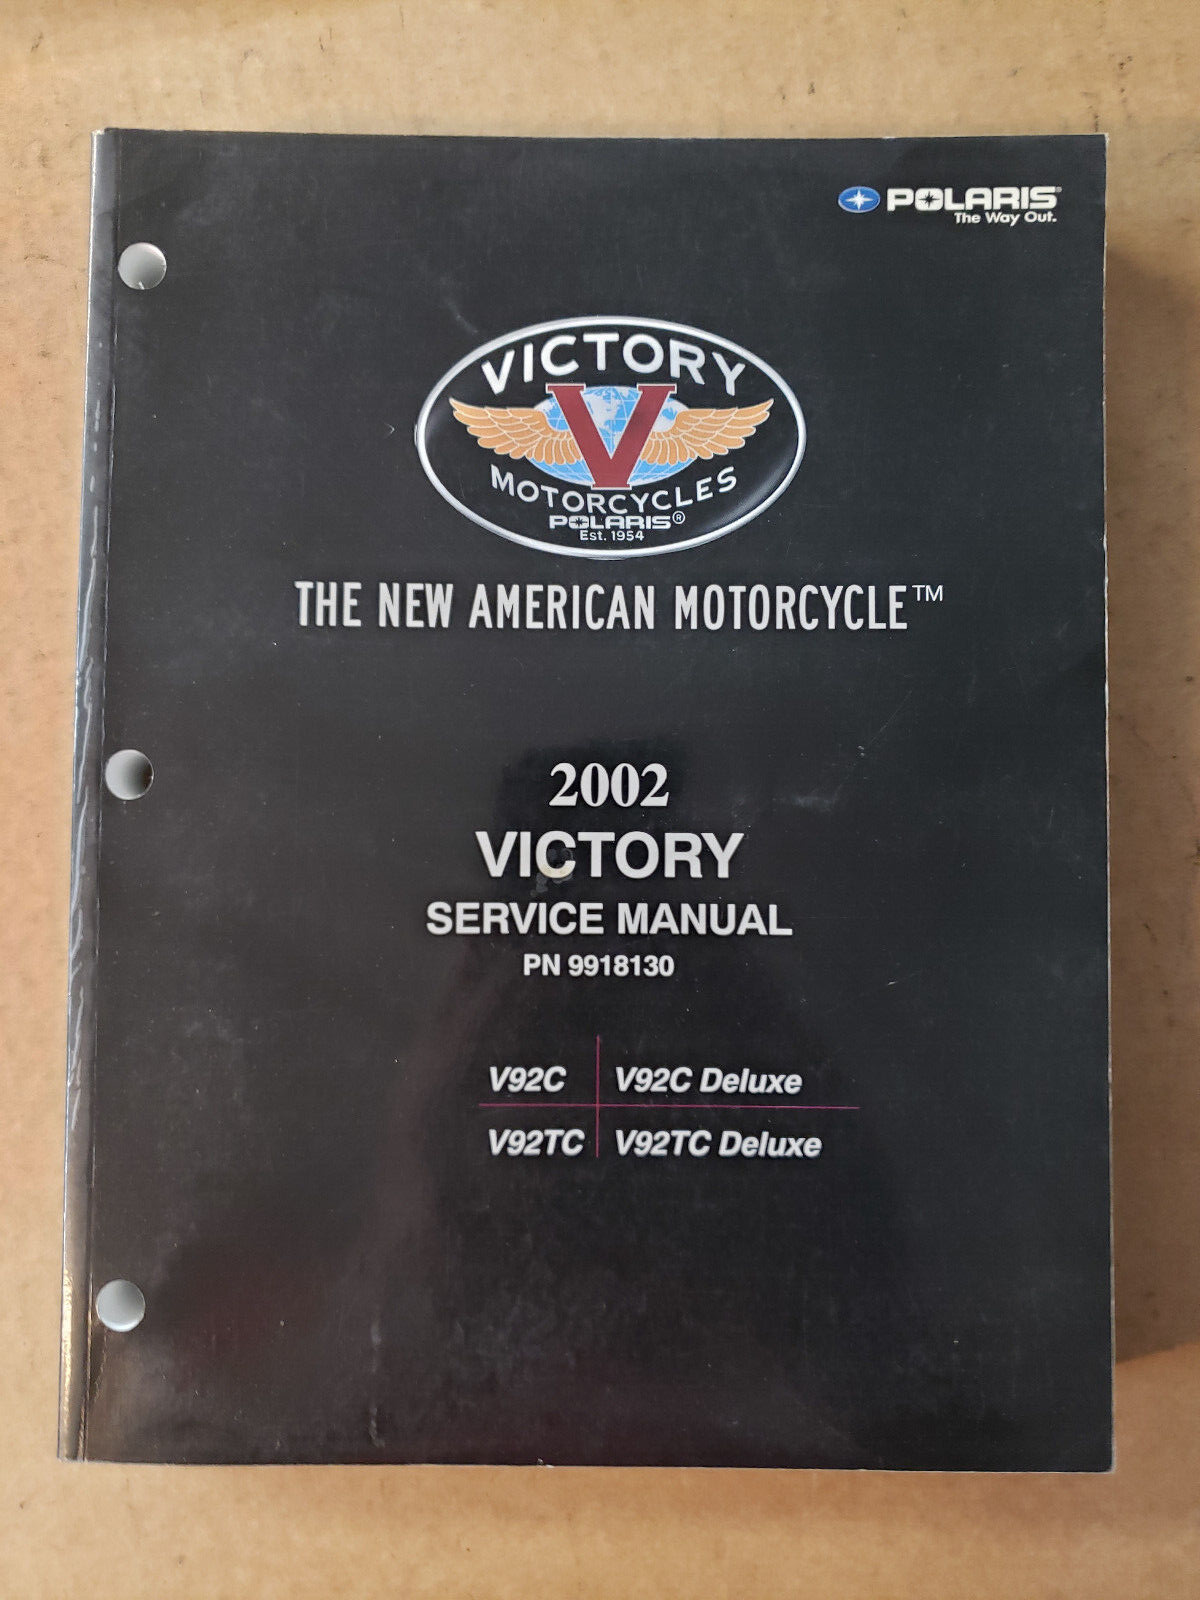 POLARIS®
The Way Out.
VICTORY
V
MOTORCYCLES
POLARIS®
Est. 1954
THE NEW AMERICAN MOTORCYCLE™
2002
VICTORY
SERVICE MANUAL
PN 9918130
V92C V92C Deluxe
V92TC V92TC Deluxe